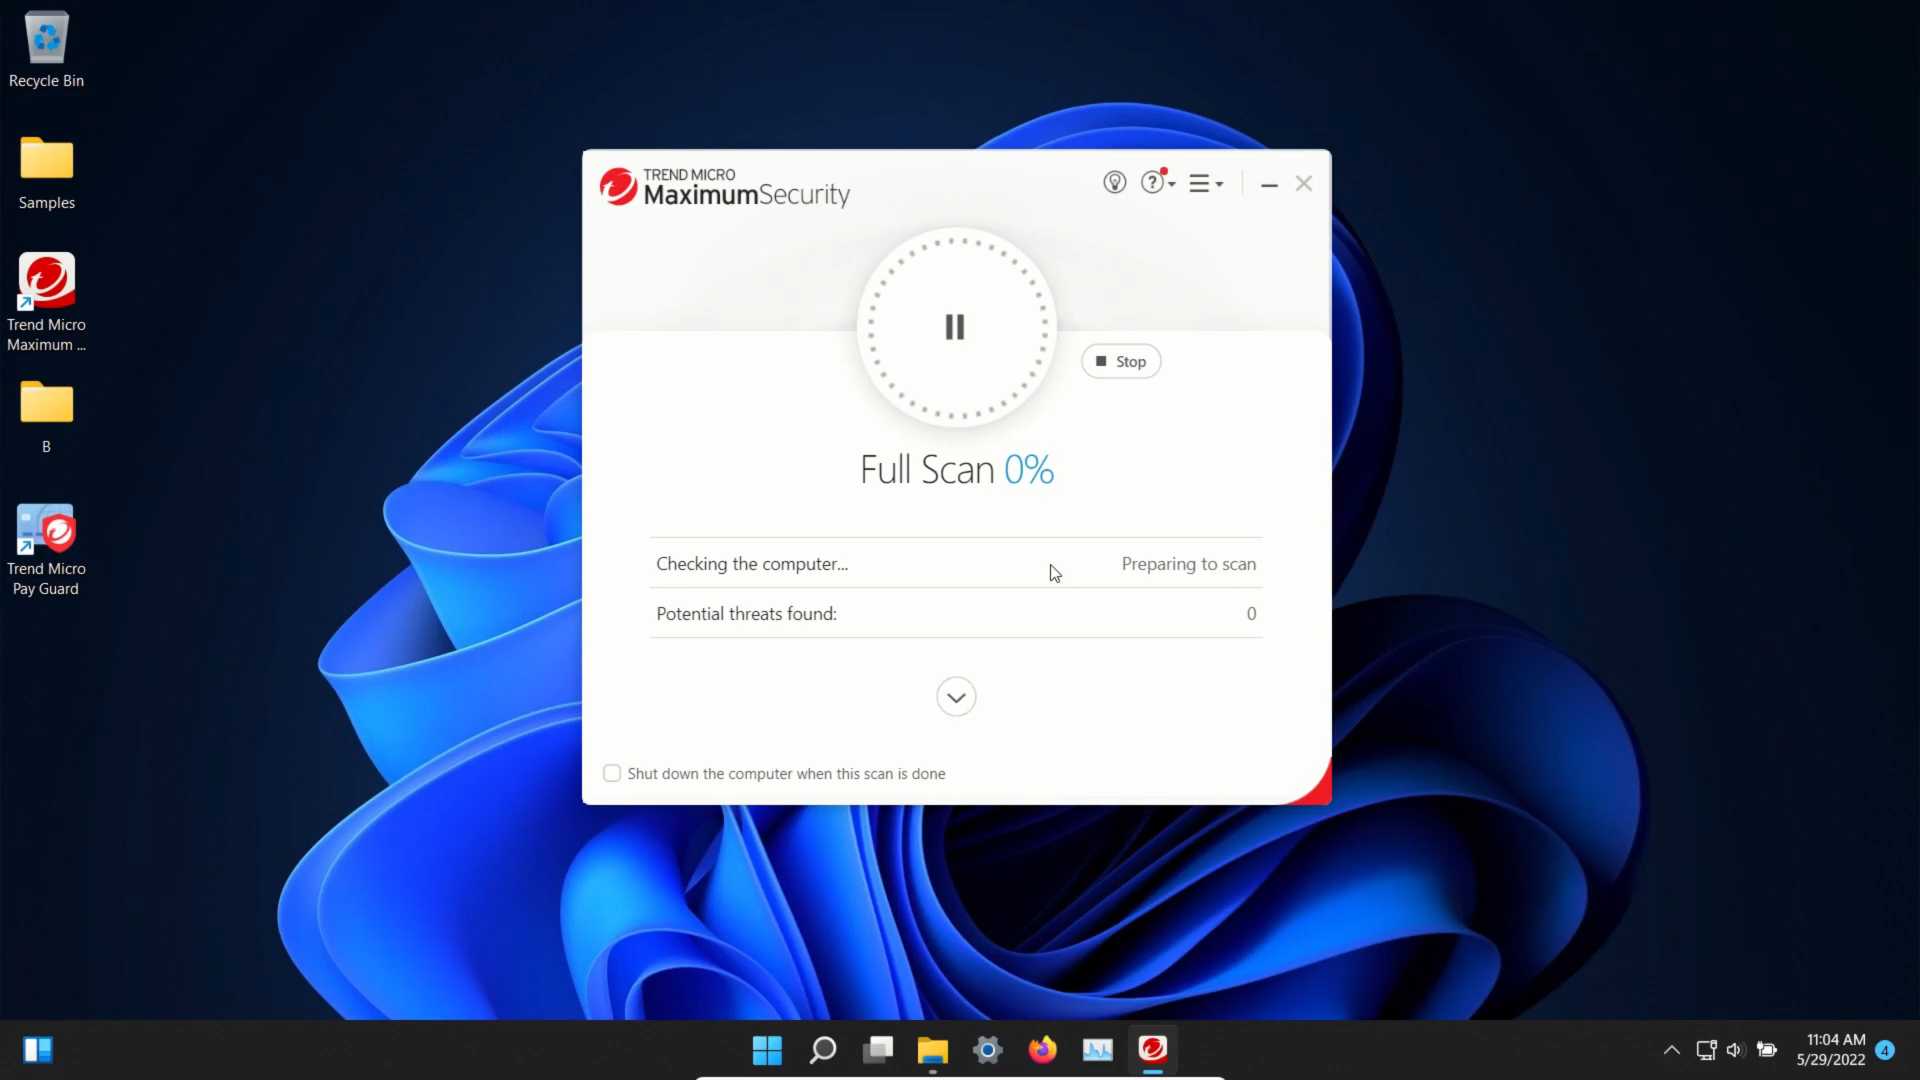 Recycle Bin
Samples
Trend Micro
Maximum ...
B
Trend Micro
Pay Guard
TREND MICRO
MaximumSecurity
Stop
Full Scan 0%
Checking the computer... Preparing to scan
Potential threats found: 0
Shut down the computer when this scan is done
11:04 AM
5/29/2022
4